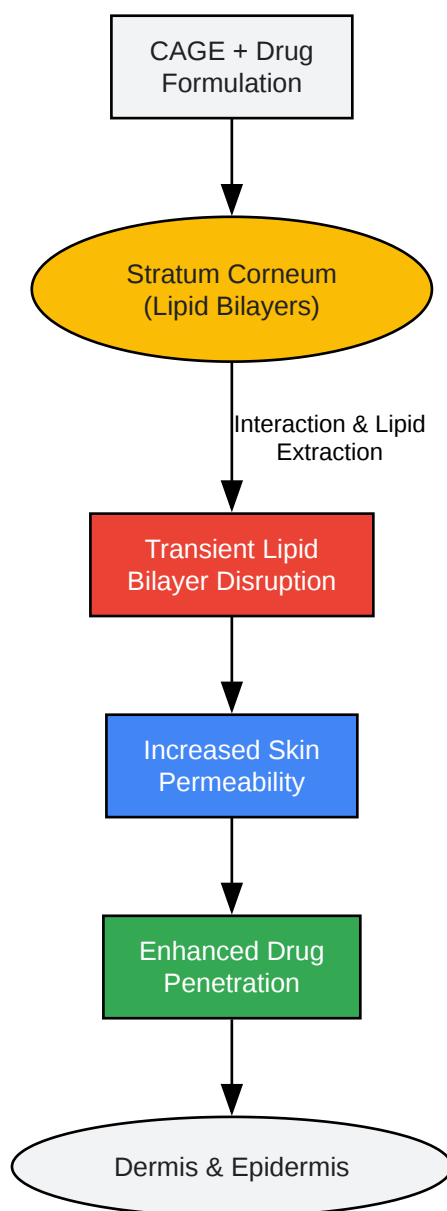 CAGE + Drug
Formulation
Stratum Corneum
(Lipid Bilayers)
Interaction & Lipid
Extraction
Transient Lipid
Bilayer Disruption
Increased Skin
Permeability
Enhanced Drug
Penetration
Dermis & Epidermis